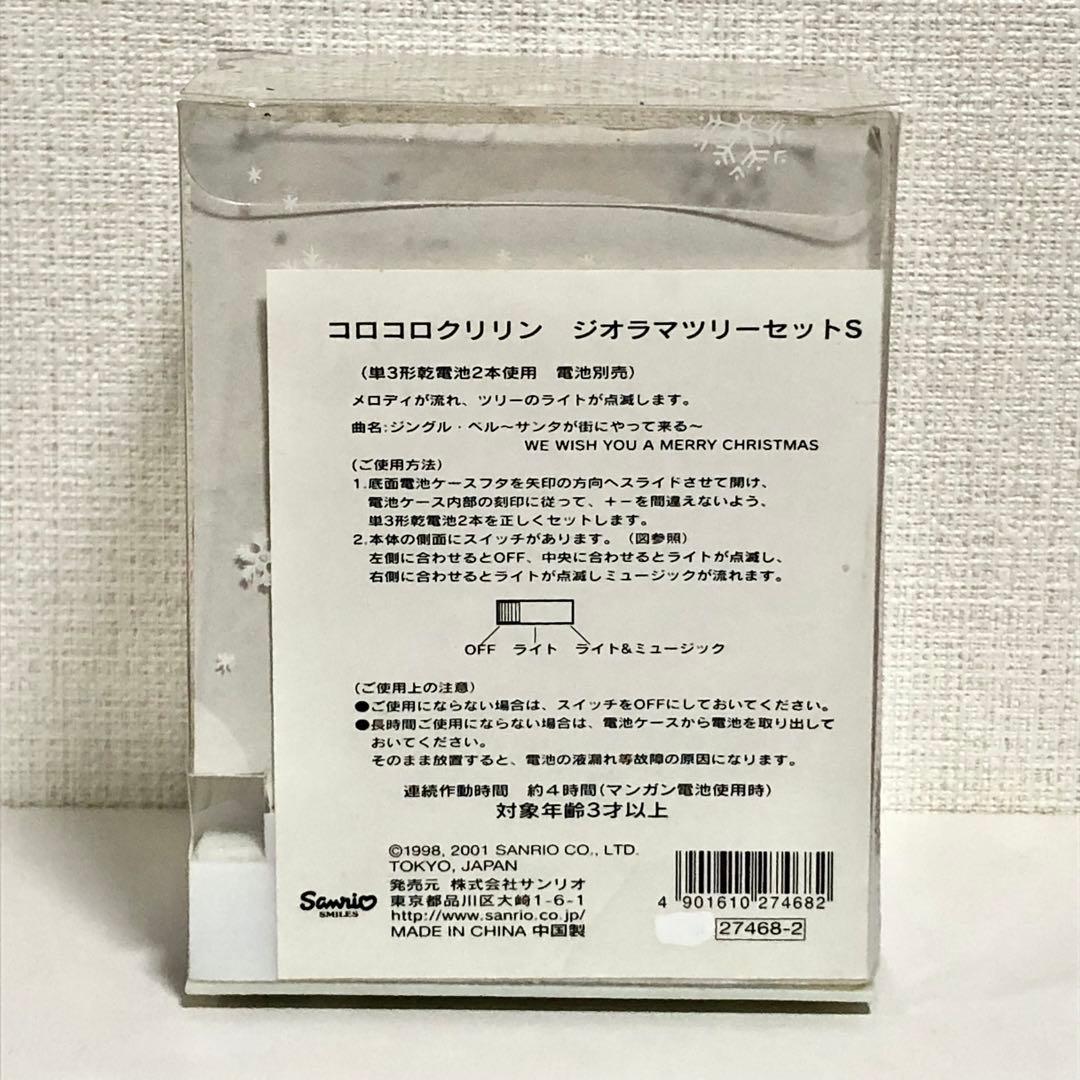 コロコロクリリン　ジオラマツリーセットS
（単3形乾電池2本使用　電池別売）
メロディが流れ、ツリーのライトが点滅します。
曲名：ジングル・ベル～サンタが街にやって来る～
WE WISH YOU A MERRY CHRISTMAS
（ご使用方法）
1.底面電池ケースフタを矢印の方向へスライドさせて開け、
電池ケース内部の刻印に従って、＋－を間違えないよう、
単3形乾電池2本を正しくセットします。
2.本体の側面にスイッチがあります。（図参照）
左側に合わせるとOFF、中央に合わせるとライトが点滅し、
右側に合わせるとライトが点滅しミュージックが流れます。
OFF　ライト　ライト&ミュージック
（ご使用上の注意）
●ご使用にならない場合は、スイッチをOFFにしておいてください。
●長時間ご使用にならない場合は、電池ケースから電池を取り出して
おいてください。
そのまま放置すると、電池の液漏れ等故障の原因になります。
連続作動時間　約４時間（マンガン電池使用時）
対象年齢3才以上
©1998, 2001 SANRIO CO., LTD.
TOKYO, JAPAN
発売元 株式会社サンリオ
東京都品川区大崎1-6-1
http://www.sanrio.co.jp/
MADE IN CHINA 中国製
Sanrio
SMILES
4 901610 274682
27468-2